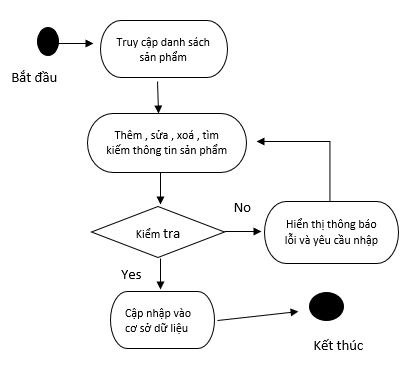 Truy cập danh sách
sản phẩm
Bắt đầu
Thêm , sửa , xoá , tìm
kiếm thông tin sản phẩm
No
Kiểm tra
Hiển thị thông báo
lỗi và yêu cầu nhập
Yes
Cập nhập vào
cơ sở dữ liệu
Kết thúc